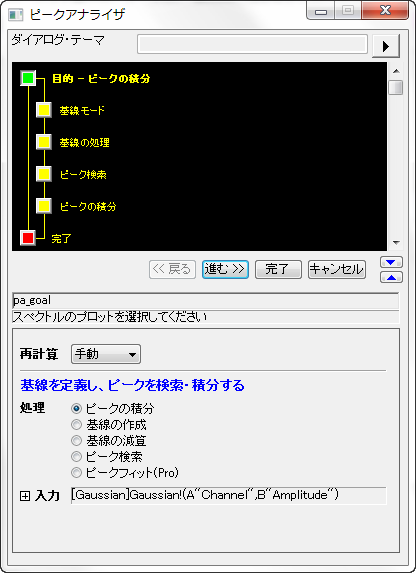 ピークアナライザ
ダイアログ・テーマ
目的 - ピークの積分
基線モード
基線の処理
ピーク検索
ピークの積分
完了
<< 戻る 進む >> 完了 キャンセル
pa_goal
スペクトルのプロットを選択してください
再計算 手動
基線を定義し、ピークを検索・積分する
処理 ピークの積分
基線の作成
基線の減算
ピーク検索
ピークフィット(Pro)
入力 [Gaussian]Gaussian!(A"Channel",B"Amplitude")